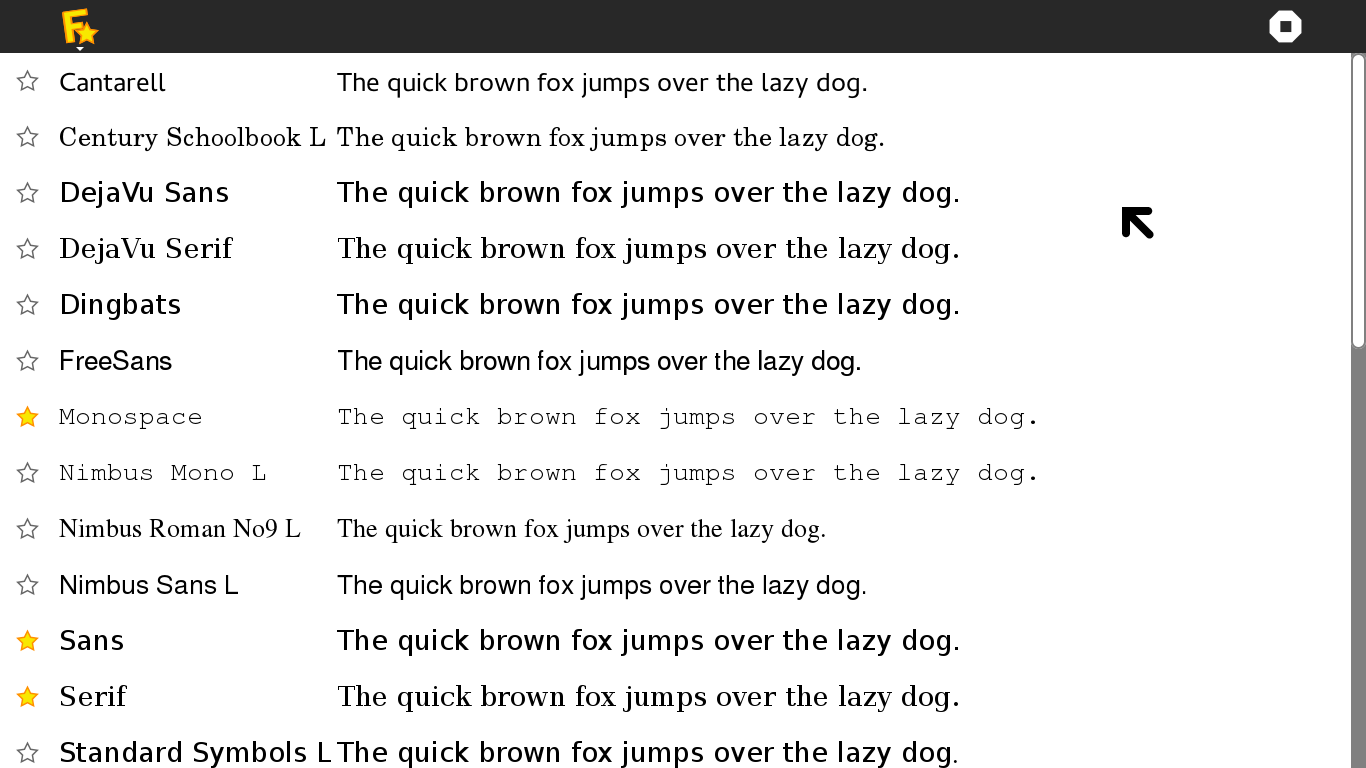 Cantarell The quick brown fox jumps over the lazy dog.
Century Schoolbook L The quick brown fox jumps over the lazy dog.
DejaVu Sans The quick brown fox jumps over the lazy dog.
DejaVu Serif The quick brown fox jumps over the lazy dog.
Dingbats The quick brown fox jumps over the lazy dog.
FreeSans The quick brown fox jumps over the lazy dog.
Monospace The quick brown fox jumps over the lazy dog.
Nimbus Mono L The quick brown fox jumps over the lazy dog.
Nimbus Roman No9 L The quick brown fox jumps over the lazy dog.
Nimbus Sans L The quick brown fox jumps over the lazy dog.
Sans The quick brown fox jumps over the lazy dog.
Serif The quick brown fox jumps over the lazy dog.
Standard Symbols L The quick brown fox jumps over the lazy dog.